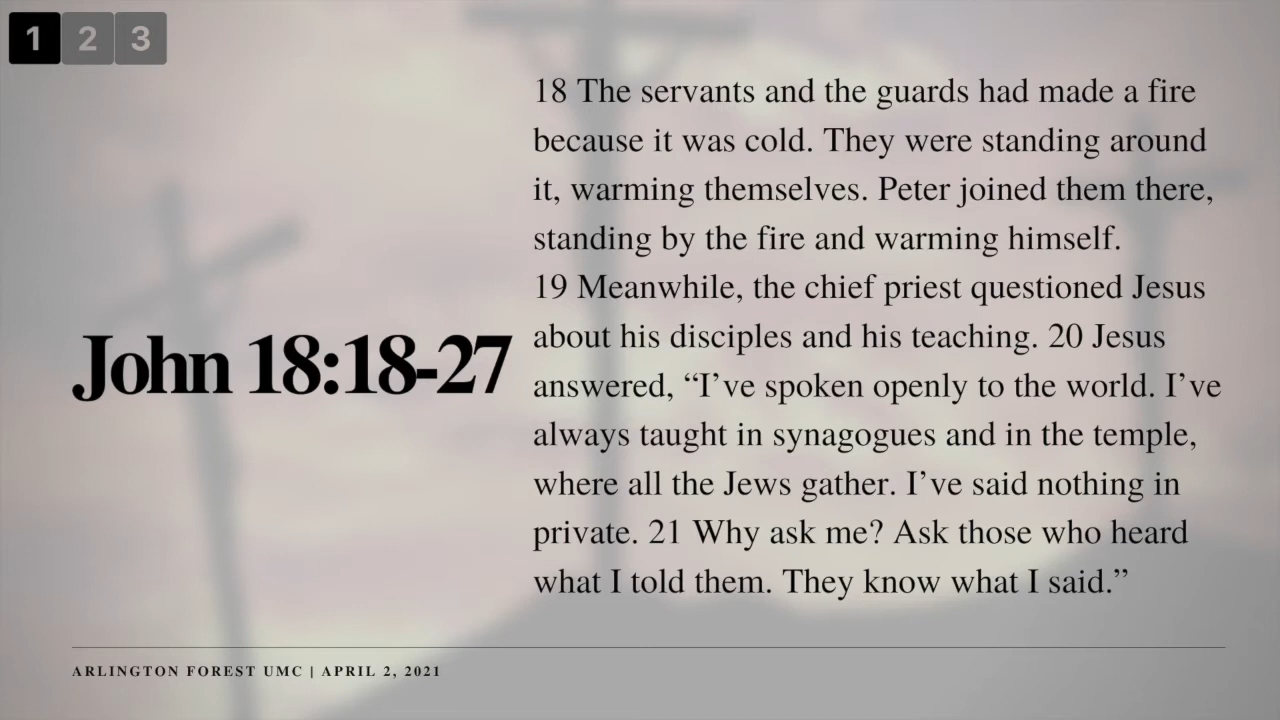 1 2 3
John 18:18-27
18 The servants and the guards had made a fire
because it was cold. They were standing around
it, warming themselves. Peter joined them there,
standing by the fire and warming himself.
19 Meanwhile, the chief priest questioned Jesus
about his disciples and his teaching. 20 Jesus
answered, “I’ve spoken openly to the world. I’ve
always taught in synagogues and in the temple,
where all the Jews gather. I’ve said nothing in
private. 21 Why ask me? Ask those who heard
what I told them. They know what I said.”
ARLINGTON FOREST UMC | APRIL 2, 2021